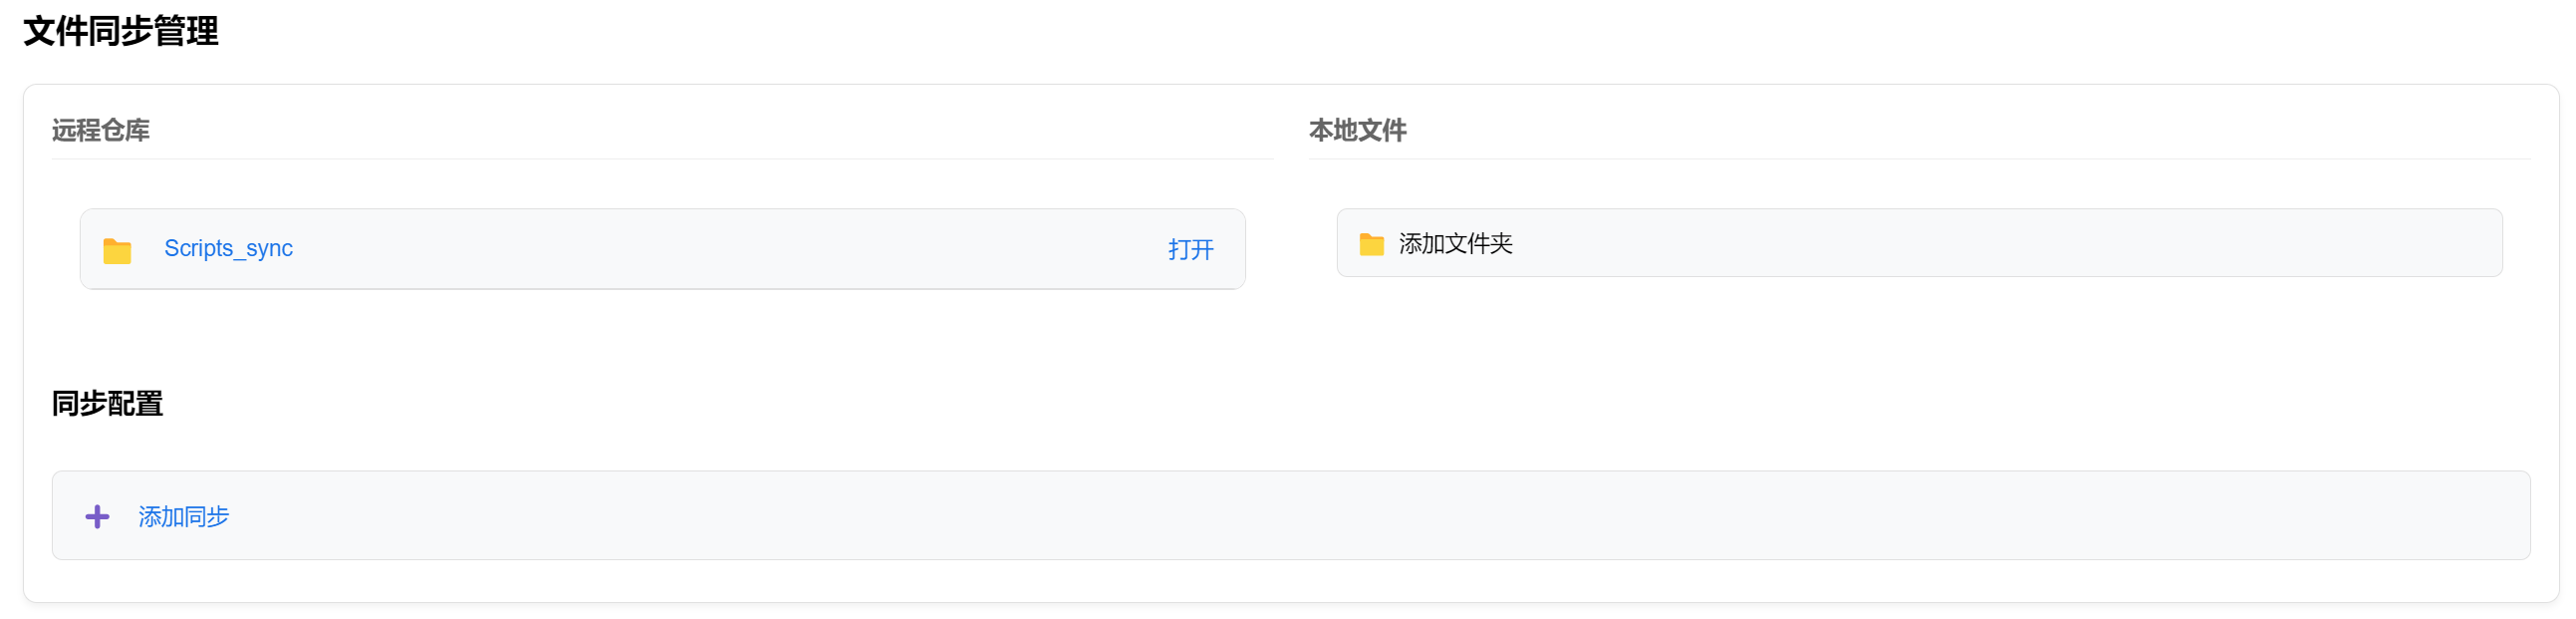 文件同步管理
远程仓库
本地文件
Scripts_sync
打开
添加文件夹
同步配置
添加同步